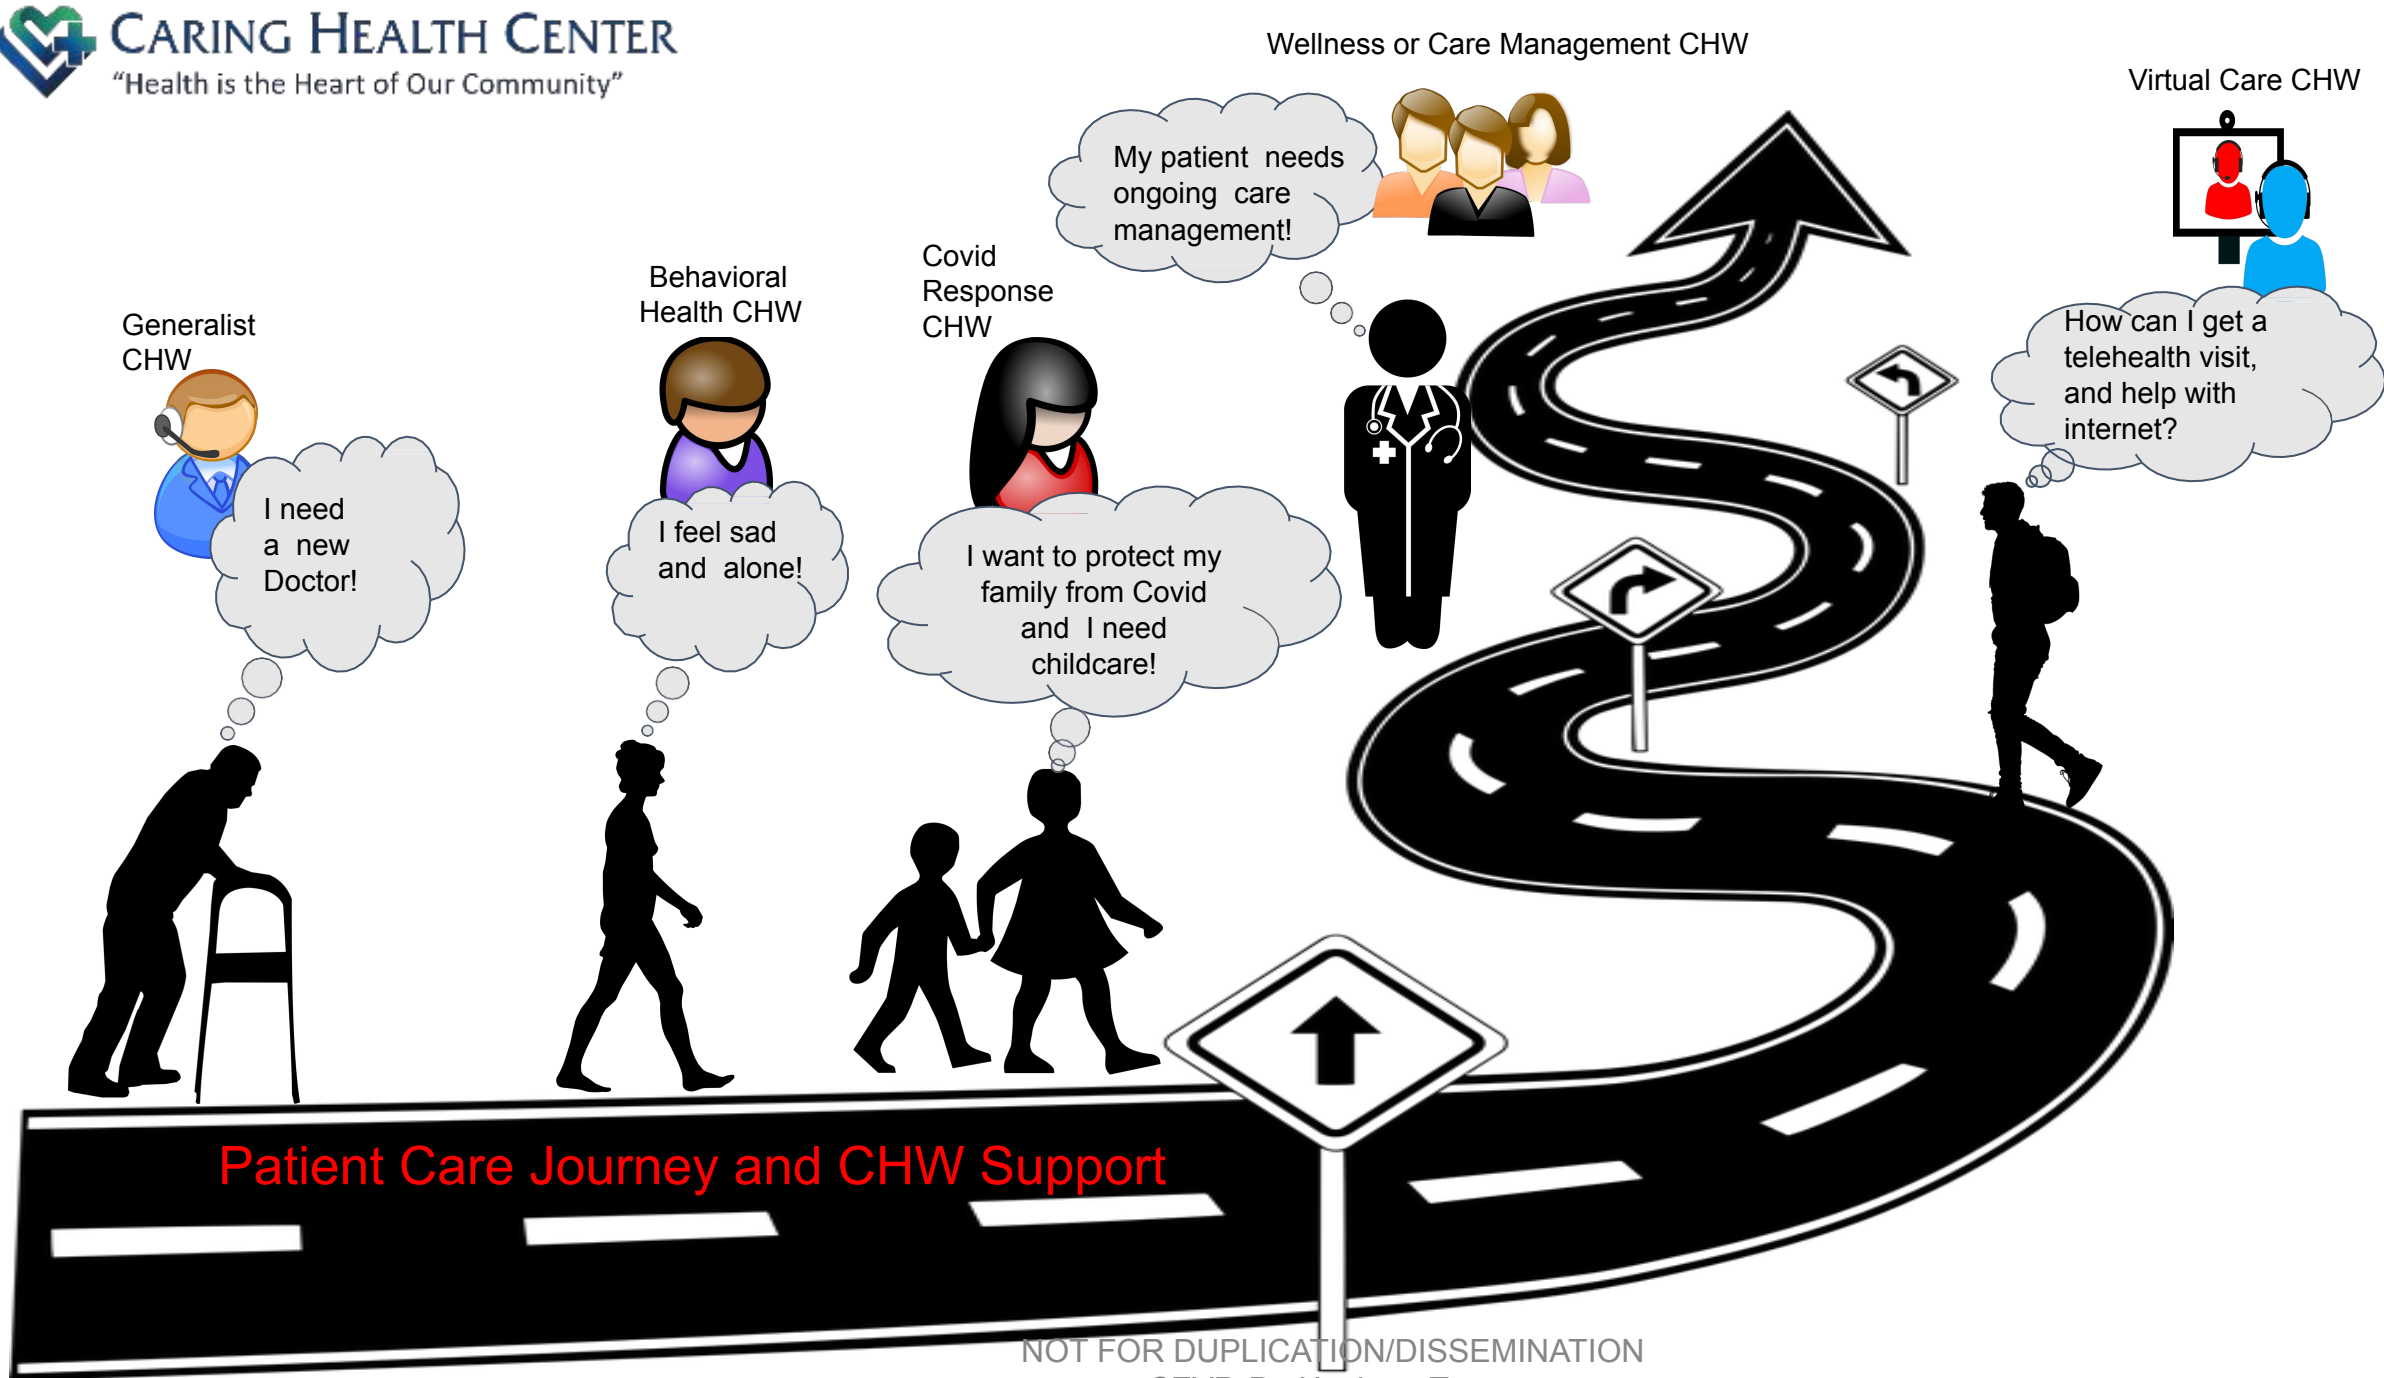 CARING HEALTH CENTER
"Health is the Heart of Our Community"
Wellness or Care Management CHW
Virtual Care CHW
My patient needs
ongoing care
management!
Covid
Response
CHW
Behavioral
Health CHW
Generalist
CHW
How can I get a
telehealth visit,
and help with
internet?
I need
a new
Doctor!
I feel sad
and alone!
I want to protect my
family from Covid
and I need
childcare!
Patient Care Journey and CHW Support
NOT FOR DUPLICATION/DISSEMINATION